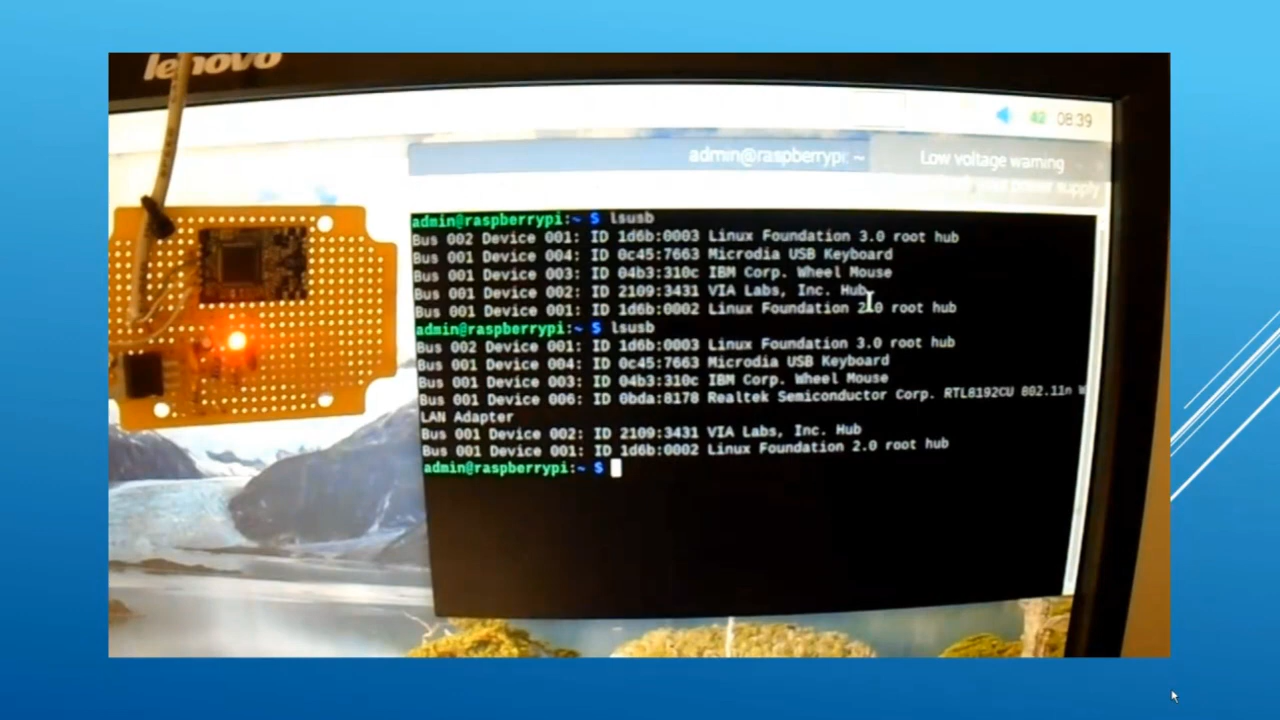 lenovo
08:39
admin@raspberrypi: ~
Low voltage warning
your power supply
admin@raspberrypi:~ $ lsusb
Bus 002 Device 001: ID 1d6b:0003 Linux Foundation 3.0 root hub
Bus 001 Device 004: ID 0c45:7663 Microdia USB Keyboard
Bus 001 Device 003: ID 04b3:310c IBM Corp. Wheel Mouse
Bus 001 Device 002: ID 2109:3431 VIA Labs, Inc. Hub
Bus 001 Device 001: ID 1d6b:0002 Linux Foundation 2.0 root hub
admin@raspberrypi:~ $ lsusb
Bus 002 Device 001: ID 1d6b:0003 Linux Foundation 3.0 root hub
Bus 001 Device 004: ID 0c45:7663 Microdia USB Keyboard
Bus 001 Device 003: ID 04b3:310c IBM Corp. Wheel Mouse
Bus 001 Device 006: ID 0bda:8178 Realtek Semiconductor Corp. RTL8192CU 802.11n W
LAN Adapter
Bus 001 Device 002: ID 2109:3431 VIA Labs, Inc. Hub
Bus 001 Device 001: ID 1d6b:0002 Linux Foundation 2.0 root hub
admin@raspberrypi:~ $